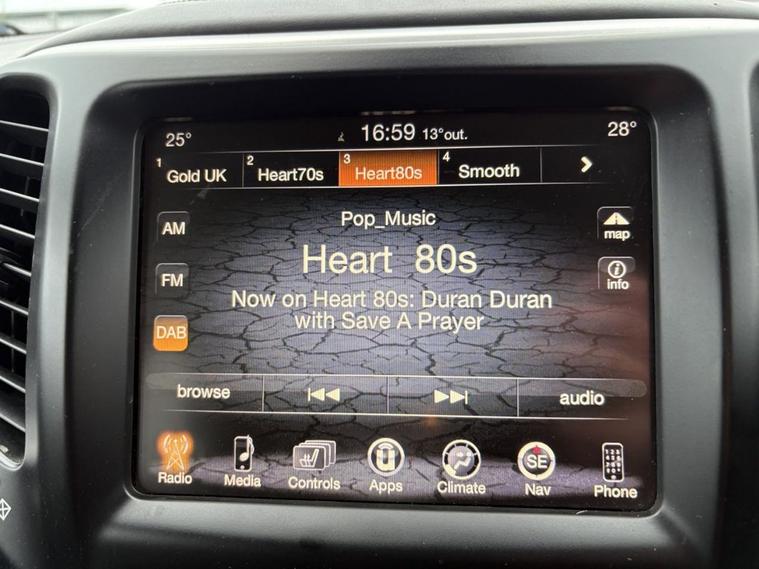 25° 16:59 13°out. 28°
1 Gold UK 2 Heart70s 3 Heart80s 4 Smooth
Pop_Music
AM
map
Heart 80s
FM
info
Now on Heart 80s: Duran Duran
with Save A Prayer
DAB
browse audio
SE
Radio Media Controls Apps Climate Nav Phone